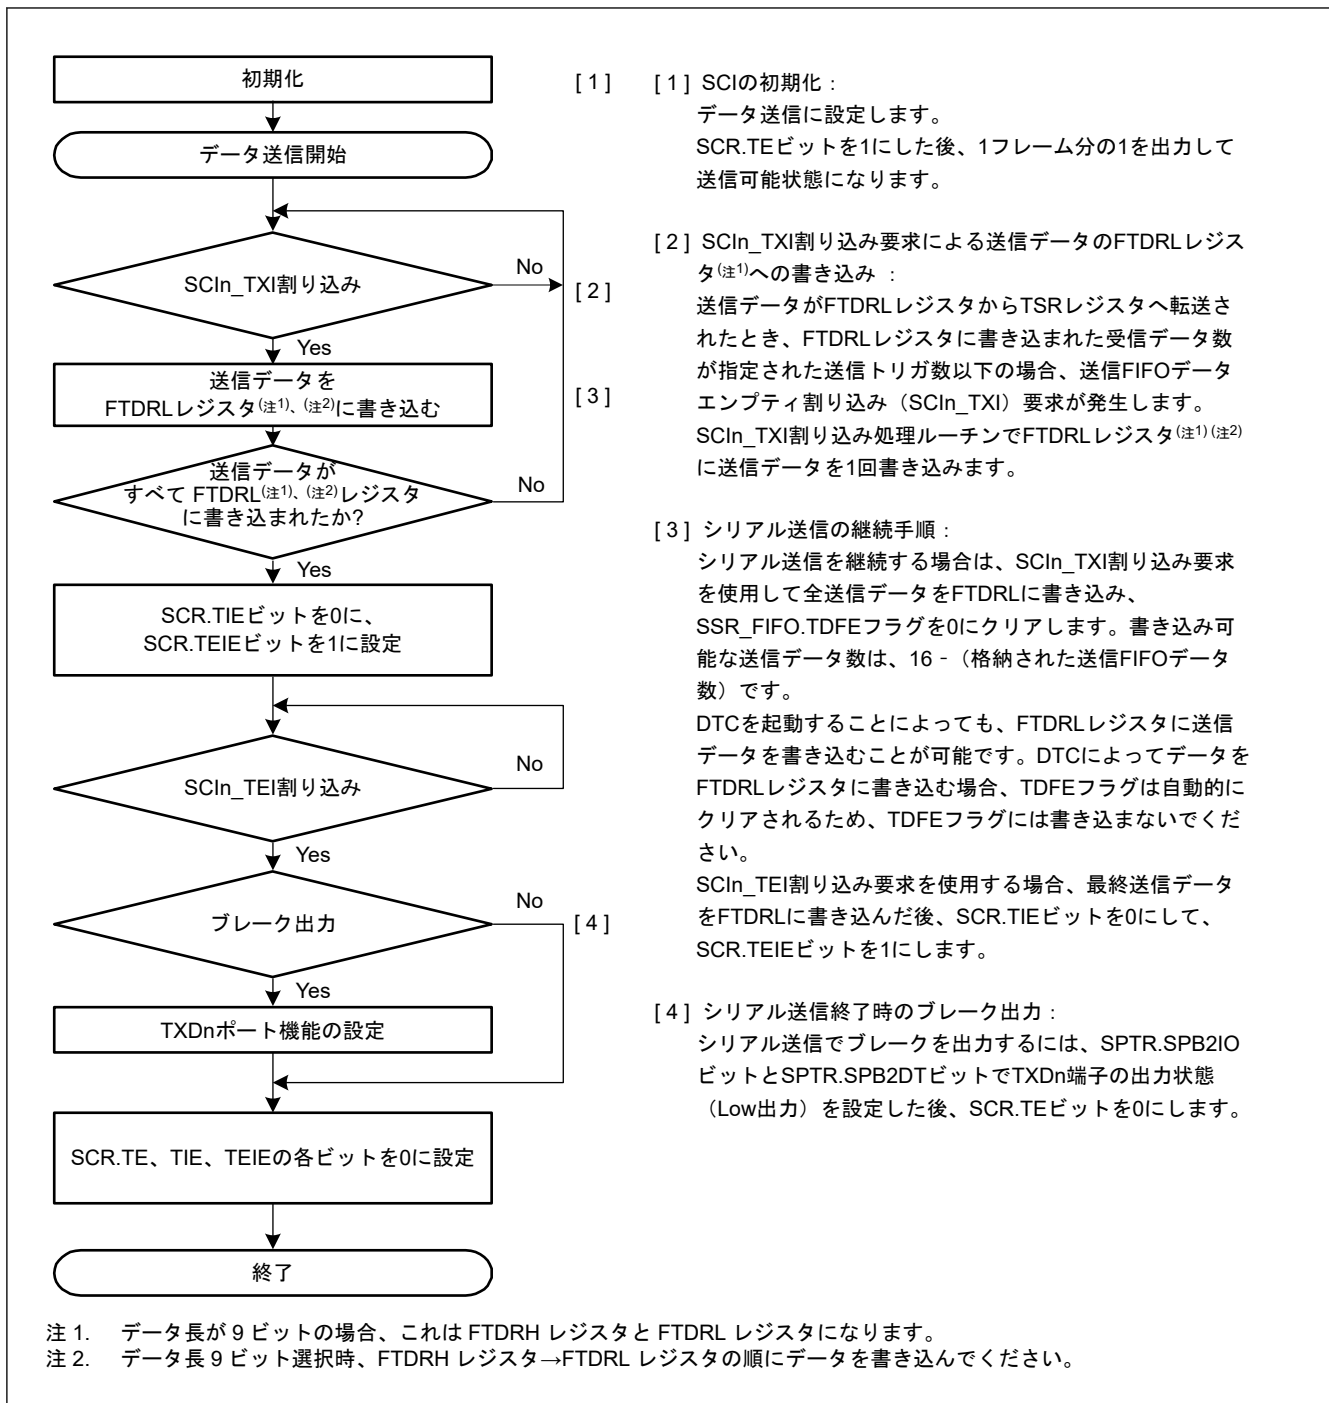 初期化
[ 1 ]
データ送信開始
SCIn_TXI割り込み
No
[ 2 ]
Yes
送信データを
FTDRLレジスタ(注1)、(注2)に書き込む
[ 3 ]
送信データが
すべて FTDRL(注1)、(注2)レジスタ
に書き込まれたか?
No
Yes
SCR.TIEビットを0に、
SCR.TEIEビットを1に設定
SCIn_TEI割り込み
No
Yes
ブレーク出力
No
[ 4 ]
Yes
TXDnポート機能の設定
SCR.TE、TIE、TEIEの各ビットを0に設定
終了
[ 1 ] SCIの初期化：
データ送信に設定します。
SCR.TEビットを1にした後、1フレーム分の1を出力して
送信可能状態になります。
[ 2 ] SCIn_TXI割り込み要求による送信データのFTDRLレジス
タ(注1)への書き込み ：
送信データがFTDRLレジスタからTSRレジスタへ転送さ
れたとき、FTDRLレジスタに書き込まれた受信データ数
が指定された送信トリガ数以下の場合、送信FIFOデータ
エンプティ割り込み（SCIn_TXI）要求が発生します。
SCIn_TXI割り込み処理ルーチンでFTDRLレジスタ(注1) (注2)
に送信データを1回書き込みます。
[ 3 ] シリアル送信の継続手順：
シリアル送信を継続する場合は、SCIn_TXI割り込み要求
を使用して全送信データをFTDRLに書き込み、
SSR_FIFO.TDFEフラグを0にクリアします。書き込み可
能な送信データ数は、16 -（格納された送信FIFOデータ
数）です。
DTCを起動することによっても、FTDRLレジスタに送信
データを書き込むことが可能です。DTCによってデータを
FTDRLレジスタに書き込む場合、TDFEフラグは自動的に
クリアされるため、TDFEフラグには書き込まないでくだ
さい。
SCIn_TEI割り込み要求を使用する場合、最終送信データ
をFTDRLに書き込んだ後、SCR.TIEビットを0にして、
SCR.TEIEビットを1にします。
[ 4 ] シリアル送信終了時のブレーク出力：
シリアル送信でブレークを出力するには、SPTR.SPB2IO
ビットとSPTR.SPB2DTビットでTXDn端子の出力状態
（Low出力）を設定した後、SCR.TEビットを0にします。
注 1. データ長が 9 ビットの場合、これは FTDRH レジスタと FTDRL レジスタになります。
注 2. データ長 9 ビット選択時、FTDRH レジスタ→FTDRL レジスタの順にデータを書き込んでください。